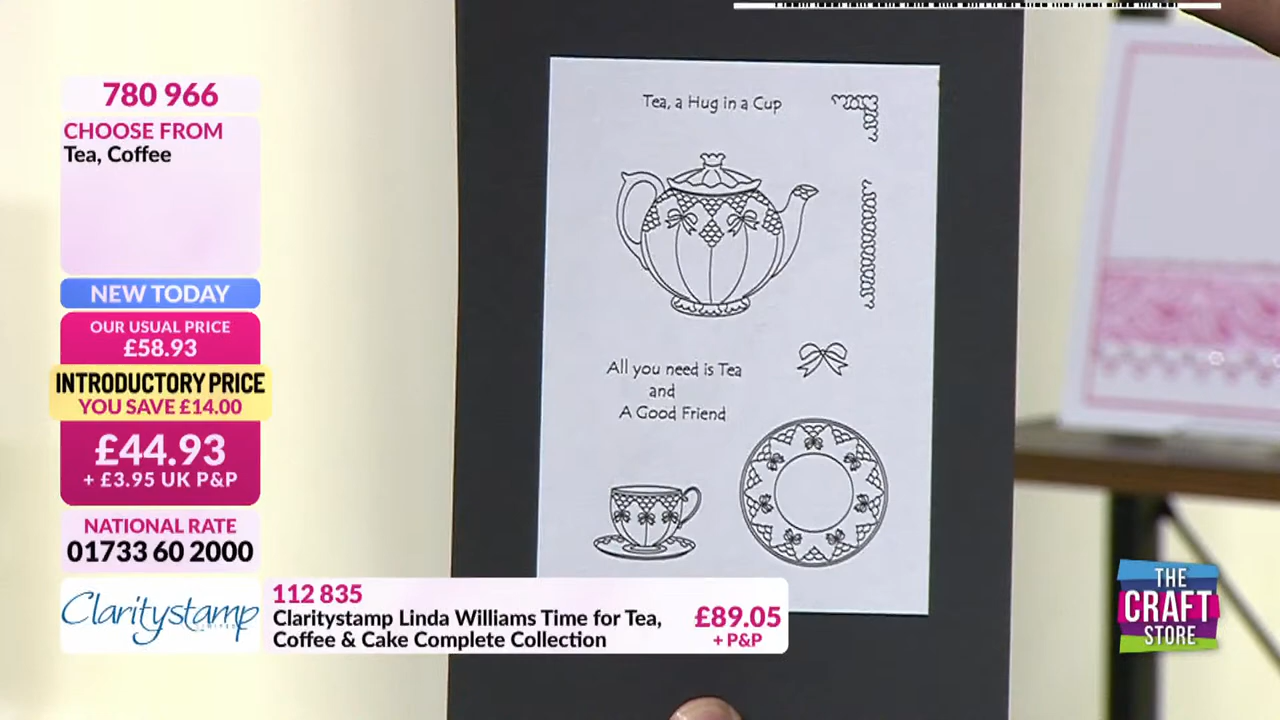 780 966
CHOOSE FROM
Tea, Coffee
NEW TODAY
OUR USUAL PRICE
£58.93
INTRODUCTORY PRICE
YOU SAVE £14.00
£44.93
+ £3.95 UK P&P
NATIONAL RATE
01733 60 2000
Claritystamp
LIMITED
112 835
Claritystamp Linda Williams Time for Tea,
Coffee & Cake Complete Collection
£89.05
+ P&P
Tea, a Hug in a Cup
All you need is Tea
and
A Good Friend
THE
CRAFT
STORE